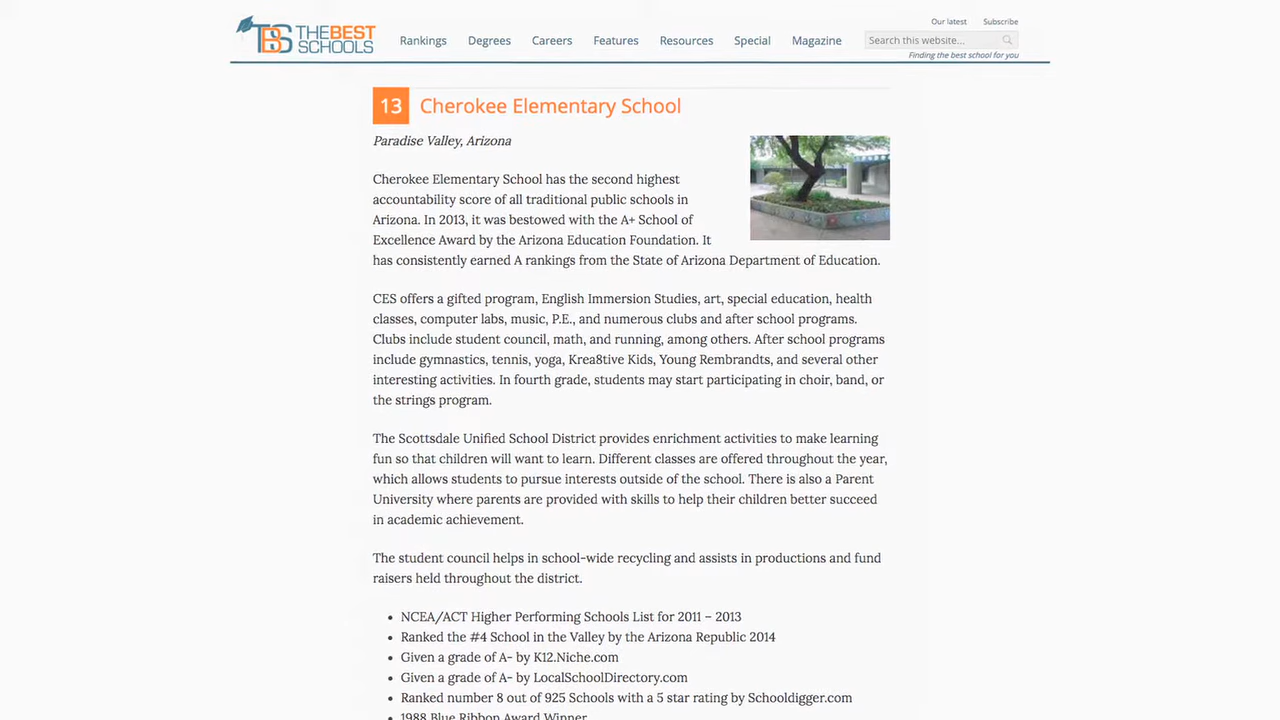 Our latest Subscribe
TBS THEBEST SCHOOLS
Rankings Degrees Careers Features Resources Special Magazine
Search this website...
Finding the best school for you
13 Cherokee Elementary School
Paradise Valley, Arizona
Cherokee Elementary School has the second highest
accountability score of all traditional public schools in
Arizona. In 2013, it was bestowed with the A+ School of
Excellence Award by the Arizona Education Foundation. It
has consistently earned A rankings from the State of Arizona Department of Education.
CES offers a gifted program, English Immersion Studies, art, special education, health
classes, computer labs, music, P.E., and numerous clubs and after school programs.
Clubs include student council, math, and running, among others. After school programs
include gymnastics, tennis, yoga, Krea8tive Kids, Young Rembrandts, and several other
interesting activities. In fourth grade, students may start participating in choir, band, or
the strings program.
The Scottsdale Unified School District provides enrichment activities to make learning
fun so that children will want to learn. Different classes are offered throughout the year,
which allows students to pursue interests outside of the school. There is also a Parent
University where parents are provided with skills to help their children better succeed
in academic achievement.
The student council helps in school-wide recycling and assists in productions and fund
raisers held throughout the district.
• NCEA/ACT Higher Performing Schools List for 2011 – 2013
• Ranked the #4 School in the Valley by the Arizona Republic 2014
• Given a grade of A- by K12.Niche.com
• Given a grade of A- by LocalSchoolDirectory.com
• Ranked number 8 out of 925 Schools with a 5 star rating by Schooldigger.com
• 1988 Blue Ribbon Award Winner